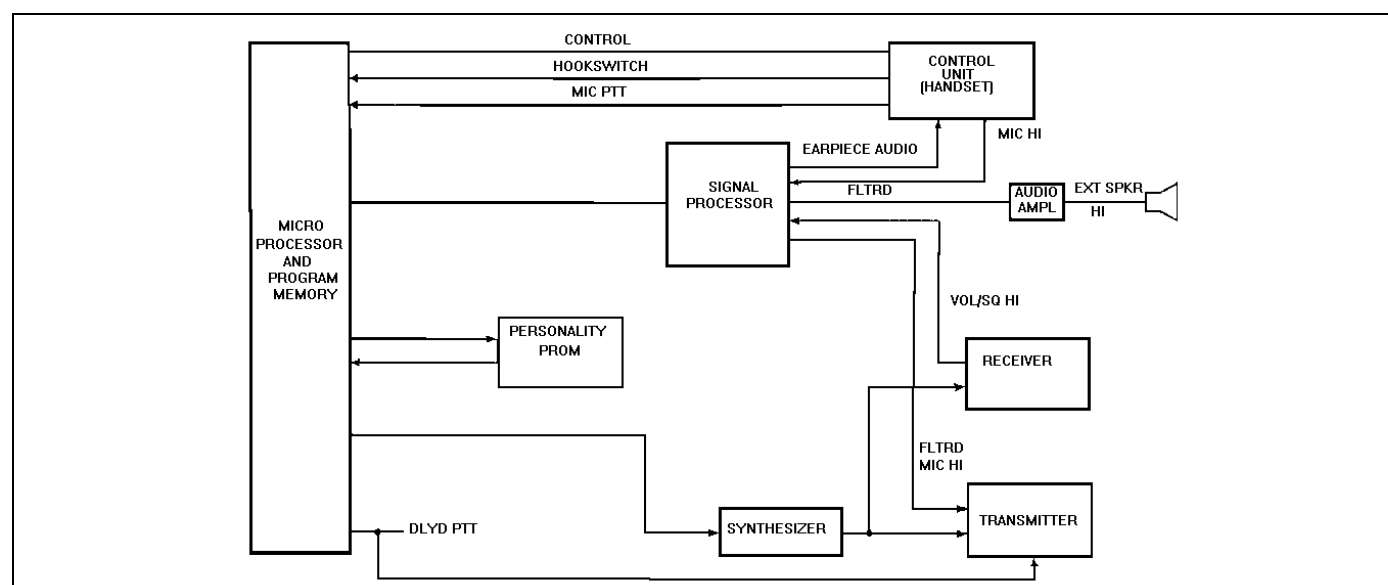 CONTROL
HOOKSWITCH
MIC PTT
CONTROL
UNIT
(HANDSET)
MIC HI
EARPIECE AUDIO
SIGNAL
PROCESSOR
FLTRD
AUDIO
AMPL
EXT SPKR
HI
MICRO
PROCESSOR
AND
PROGRAM
MEMORY
VOL/SQ HI
PERSONALITY
PROM
RECEIVER
FLTRD
MIC HI
DLYD PTT
SYNTHESIZER
TRANSMITTER